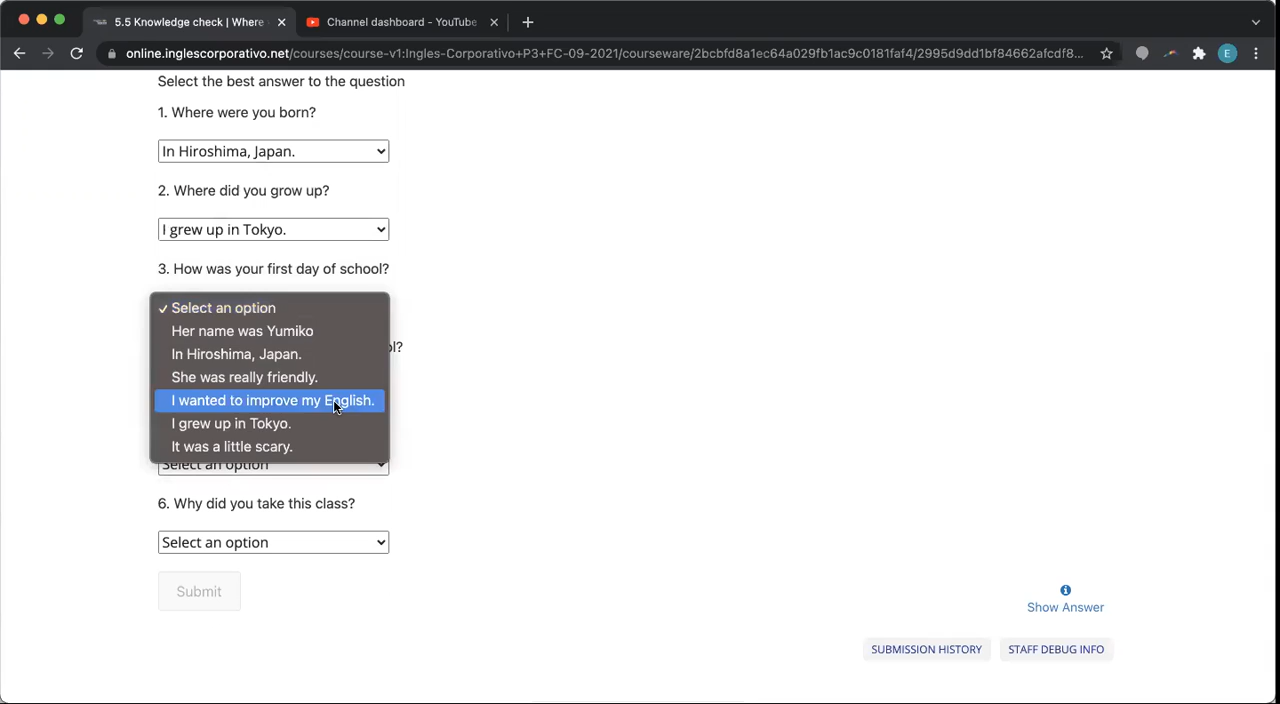 5.5 Knowledge check | Where
Channel dashboard - YouTube
online.inglescorporativo.net/courses/course-v1:Ingles-Corporativo+P3+FC-09-2021/courseware/2bcbfd8a1ec64a029fb1ac9c0181faf4/2995d9dd1bf84662afcdf8...
E
Select the best answer to the question
1. Where were you born?
In Hiroshima, Japan.
2. Where did you grow up?
I grew up in Tokyo.
3. How was your first day of school?
Select an option
Her name was Yumiko
In Hiroshima, Japan.
She was really friendly.
I wanted to improve my English.
I grew up in Tokyo.
It was a little scary.
Select an option
6. Why did you take this class?
Select an option
Submit
Show Answer
SUBMISSION HISTORY
STAFF DEBUG INFO